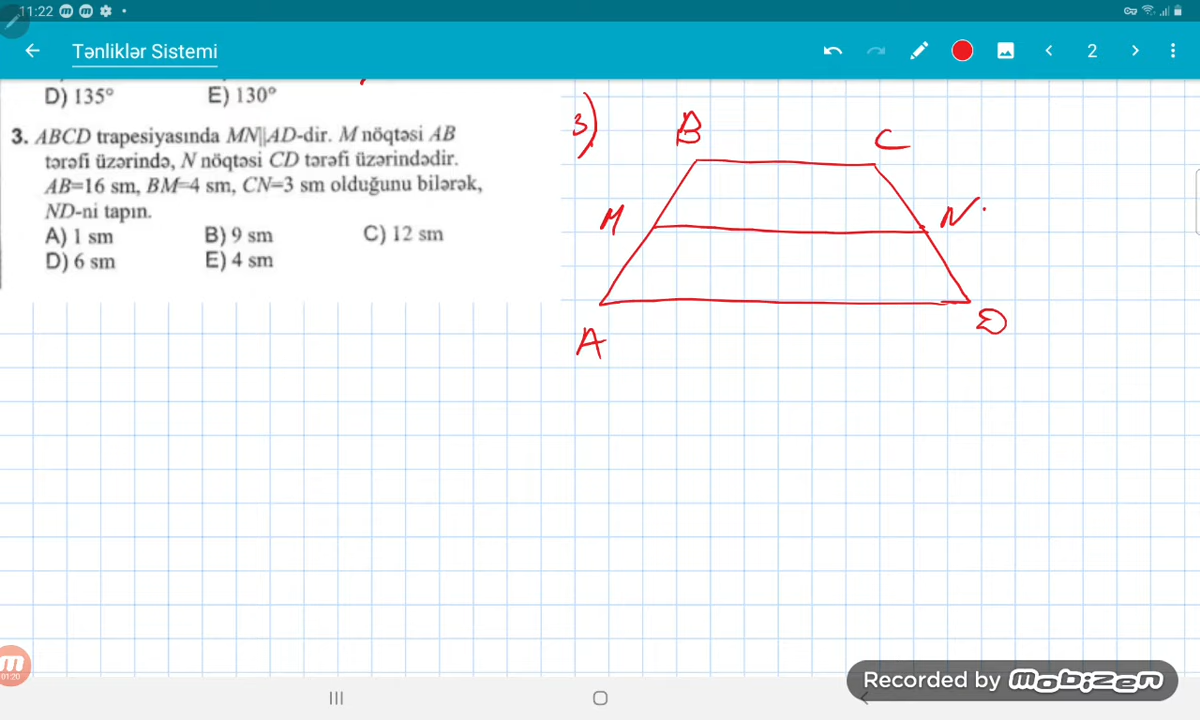 11:22
Tənliklər Sistemi
2
D) 135° E) 130°
3. ABCD trapesiyasında MN||AD-dir. M nöqtəsi AB
tərəfi üzərində, N nöqtəsi CD tərəfi üzərindədir.
AB=16 sm, BM=4 sm, CN=3 sm olduğunu bilərək,
ND-ni tapın.
A) 1 sm B) 9 sm C) 12 sm
D) 6 sm E) 4 sm
3)
B C
M N
A D
01:20
Recorded by mobizen